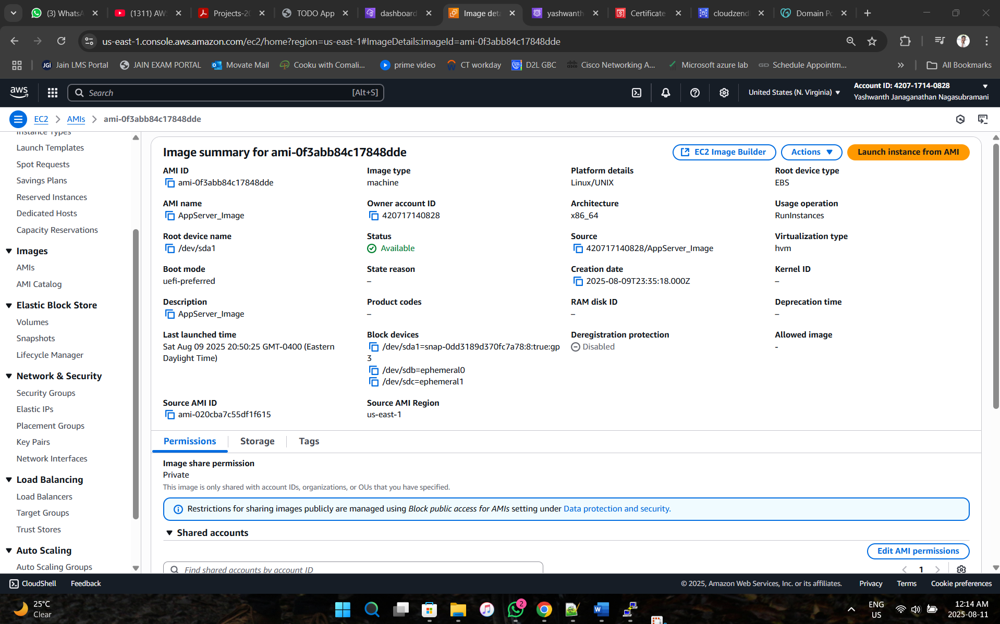 (3) WhatsA
(1311) AW
Projects-20
TODO App
dashboard
Image deta
yashwanth
Certificate
cloudzend
Domain Po
us-east-1.console.aws.amazon.com/ec2/home?region=us-east-1#ImageDetails:imageId=ami-0f3abb84c17848dde
JGI Jain LMS Portal
JAIN EXAM PORTAL
Movate Mail
Cooku with Comali...
prime video
CT workday
D2L GBC
Cisco Networking A...
Microsoft azure lab
GD Schedule Appointm...
All Bookmarks
aws
Search
[Alt+S]
United States (N. Virginia)
Account ID: 4207-1714-0828
Yashwanth Janaganathan Nagasubramani
EC2
AMIs
ami-0f3abb84c17848dde
Instance Types
Launch Templates
Spot Requests
Savings Plans
Reserved Instances
Dedicated Hosts
Capacity Reservations
Images
AMIs
AMI Catalog
Elastic Block Store
Volumes
Snapshots
Lifecycle Manager
Network & Security
Security Groups
Elastic IPs
Placement Groups
Key Pairs
Network Interfaces
Load Balancing
Load Balancers
Target Groups
Trust Stores
Auto Scaling
Auto Scaling Groups
Image summary for ami-0f3abb84c17848dde
EC2 Image Builder
Actions
Launch instance from AMI
AMI ID
ami-0f3abb84c17848dde
Image type
machine
Platform details
Linux/UNIX
Root device type
EBS
AMI name
AppServer_Image
Owner account ID
420717140828
Architecture
x86_64
Usage operation
RunInstances
Root device name
/dev/sda1
Status
Available
Source
420717140828/AppServer_Image
Virtualization type
hvm
Boot mode
uefi-preferred
State reason
–
Creation date
2025-08-09T23:35:18.000Z
Kernel ID
–
Description
AppServer_Image
Product codes
–
RAM disk ID
–
Deprecation time
–
Last launched time
Sat Aug 09 2025 20:50:25 GMT-0400 (Eastern
Daylight Time)
Block devices
/dev/sda1=snap-0dd3189d370fc7a78:8:true:gp
3
/dev/sdb=ephemeral0
/dev/sdc=ephemeral1
Deregistration protection
Disabled
Allowed image
-
Source AMI ID
ami-020cba7c55df1f615
Source AMI Region
us-east-1
Permissions
Storage
Tags
Image share permission
Private
This image is only shared with account IDs, organizations, or OUs that you have specified.
Restrictions for sharing images publicly are managed using Block public access for AMIs setting under Data protection and security.
Shared accounts
Edit AMI permissions
Find shared accounts by account ID
1
CloudShell
Feedback
© 2025, Amazon Web Services, Inc. or its affiliates.
Privacy
Terms
Cookie preferences
25°C
Clear
2
ENG
US
12:14 AM
2025-08-11